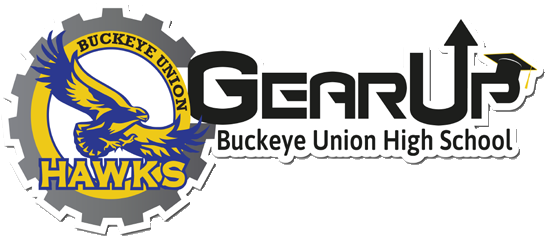 BUCKEYE UNION
HAWKS
GEARUP
Buckeye Union High School